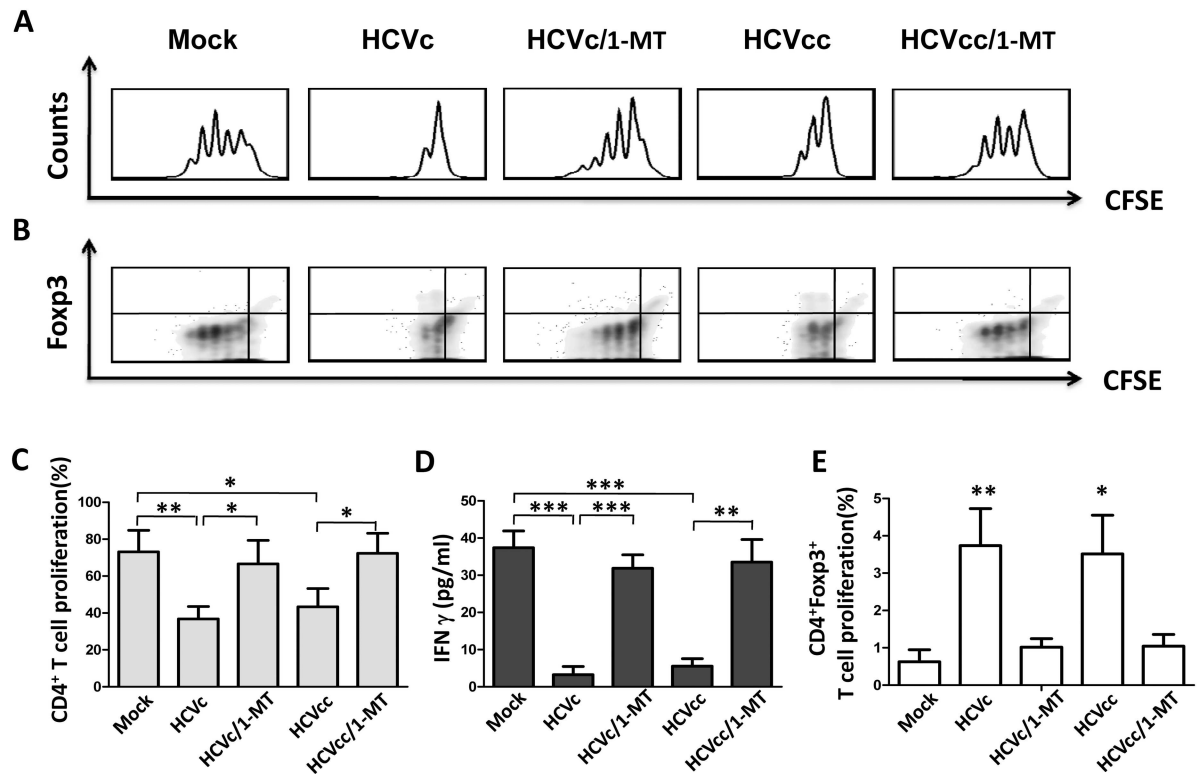 A
Mock HCVc HCVc/1-MT HCVcc HCVcc/1-MT
Counts
CFSE
B
Foxp3
CFSE
C
CD4⁺ T cell proliferation(%)
100
80
60
40
20
0
*
** * *
Mock HCVc HCVc/1-MT HCVcc HCVcc/1-MT
D
IFN γ (pg/ml)
50
40
30
20
10
0
***
*** *** **
Mock HCVc HCVc/1-MT HCVcc HCVcc/1-MT
E
CD4⁺Foxp3⁺
T cell proliferation(%)
5
4
3
2
1
0
** *
Mock HCVc HCVc/1-MT HCVcc HCVcc/1-MT